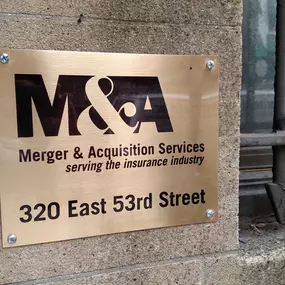 M&A
Merger & Acquisition Services
serving the insurance industry
320 East 53rd Street